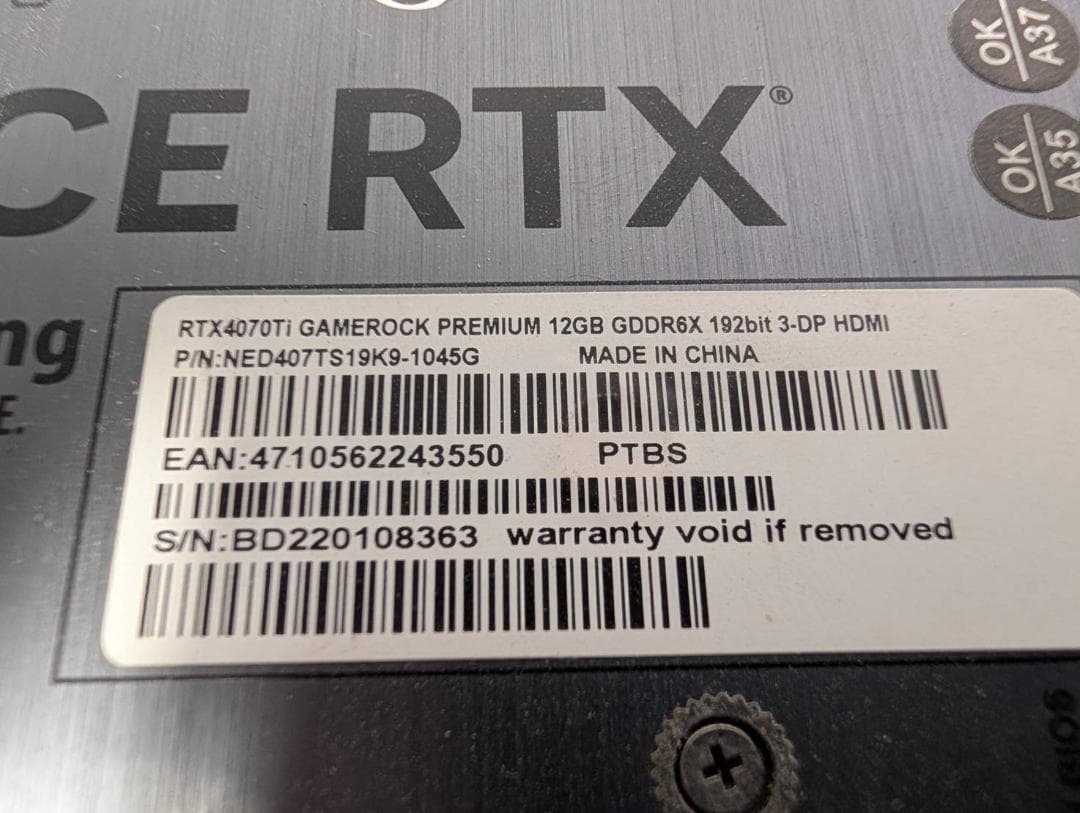 CE RTX®
OK
A37
OK
A35
ng
E.
RTX4070Ti GAMEROCK PREMIUM 12GB GDDR6X 192bit 3-DP HDMI
P/N:NED407TS19K9-1045G MADE IN CHINA
EAN:4710562243550 PTBS
S/N:BD220108363 warranty void if removed
BIOS